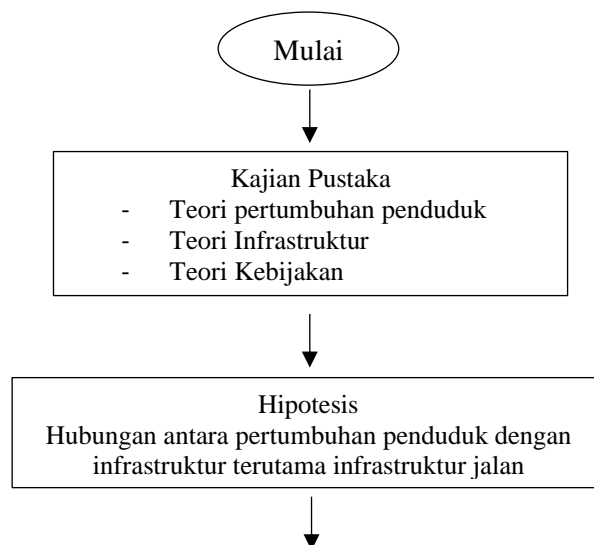 Mulai
Kajian Pustaka
- Teori pertumbuhan penduduk
- Teori Infrastruktur
- Teori Kebijakan
Hipotesis
Hubungan antara pertumbuhan penduduk dengan
infrastruktur terutama infrastruktur jalan